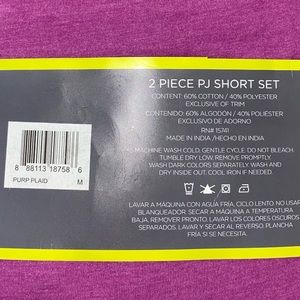 2 PIECE PJ SHORT SET
CONTENT: 60% COTTON / 40% POLYESTER
EXCLUSIVE OF TRIM
CONTENIDO: 60% ALGODON / 40% POLIÉSTER
EXCLUSIVO DE ADORNO
RN# 15741
MADE IN INDIA /HECHO EN INDIA
MACHINE WASH COLD, GENTLE CYCLE. DO NOT BLEACH.
TUMBLE DRY LOW. REMOVE PROMPTLY.
WASH DARK COLORS SEPARATELY. WASH AND
DRY INSIDE OUT. COOL IRON IF NEEDED.
LAVAR A MÁQUINA CON AGUA FRÍA, CICLO LENTO. NO USAR
BLANQUEADOR. SECAR A MÁQUINA A TEMPERATURA
BAJA, REMOVER PRONTO. LAVAR LOS COLORES OSCUROS
SEPARADOS. LAVAR Y SECAR AL REVERSO. PLANCHA
FRÍA SI SE NECESITA.
8 88113 18758 6
PURP PLAID M